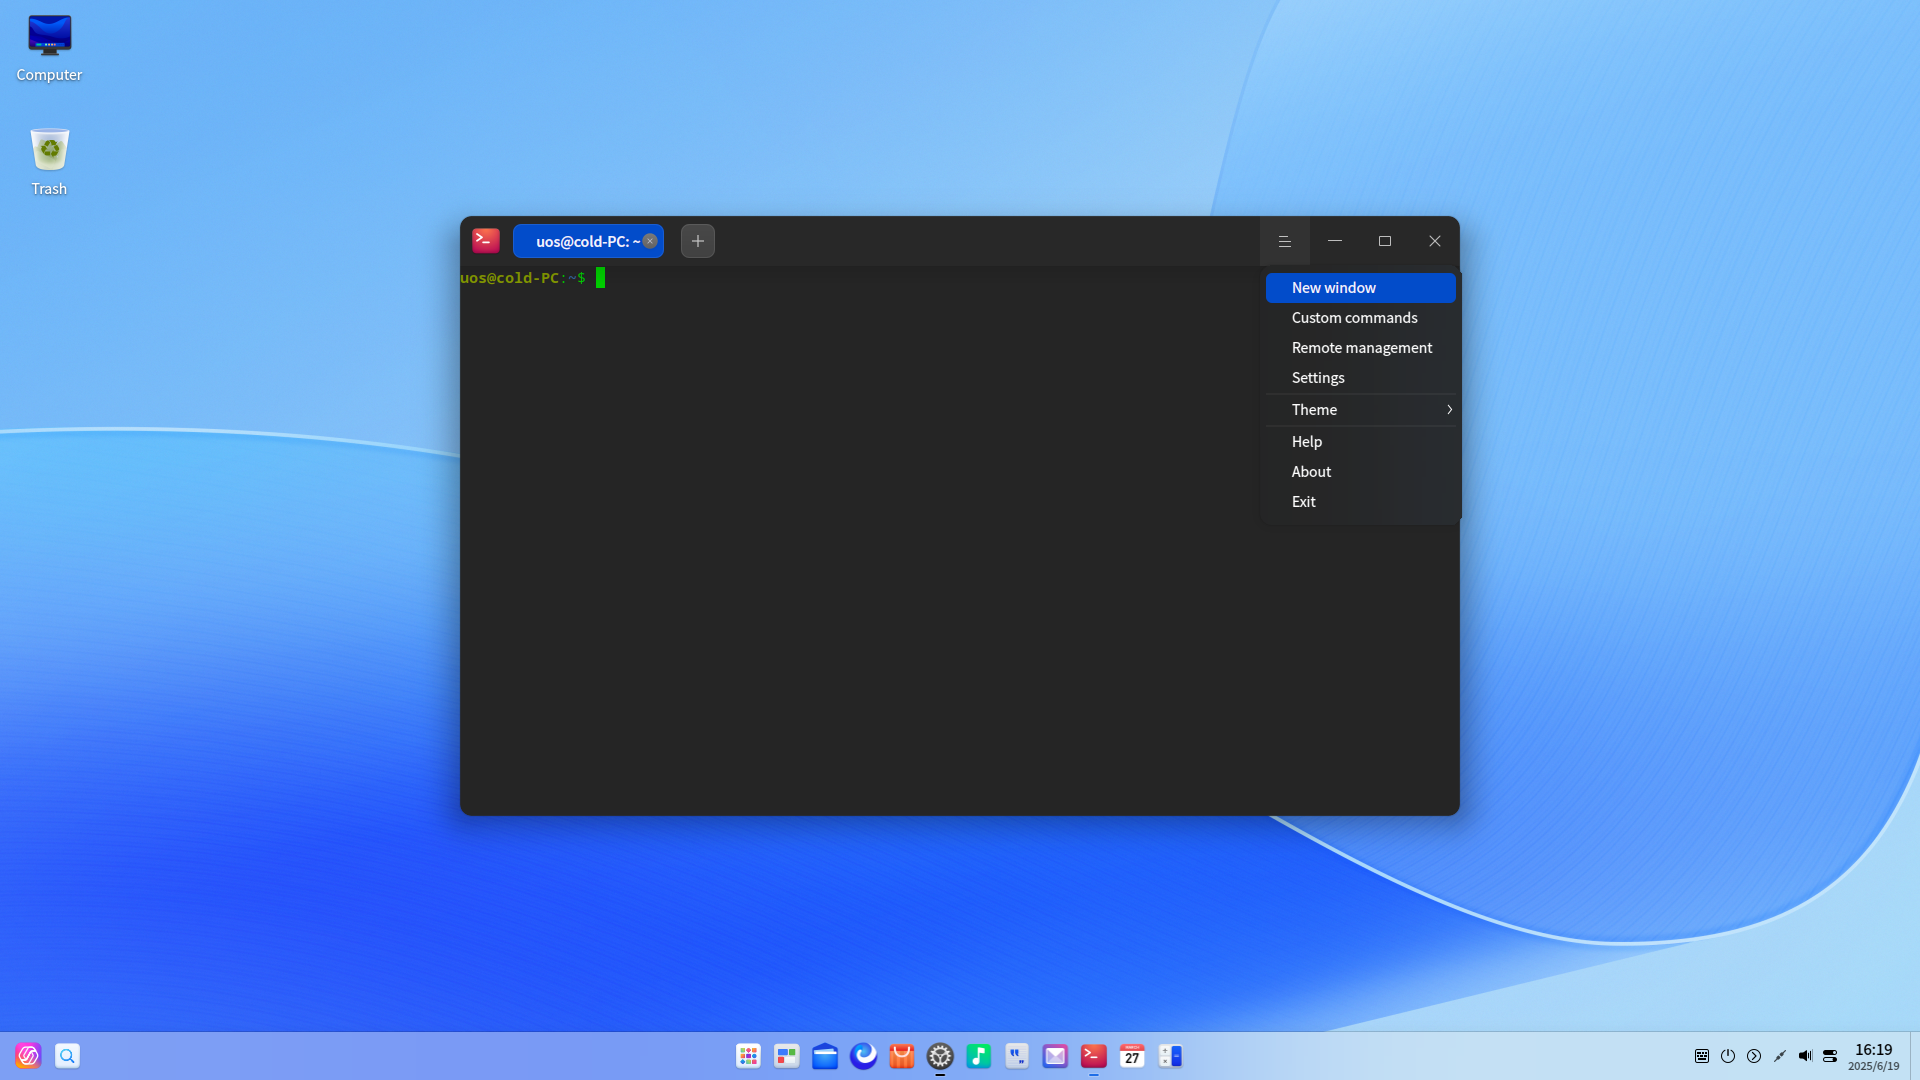 Computer
Trash
uos@cold-PC: ~
uos@cold-PC:~$
New window
Custom commands
Remote management
Settings
Theme
Help
About
Exit
MARCH
27
16:19
2025/6/19